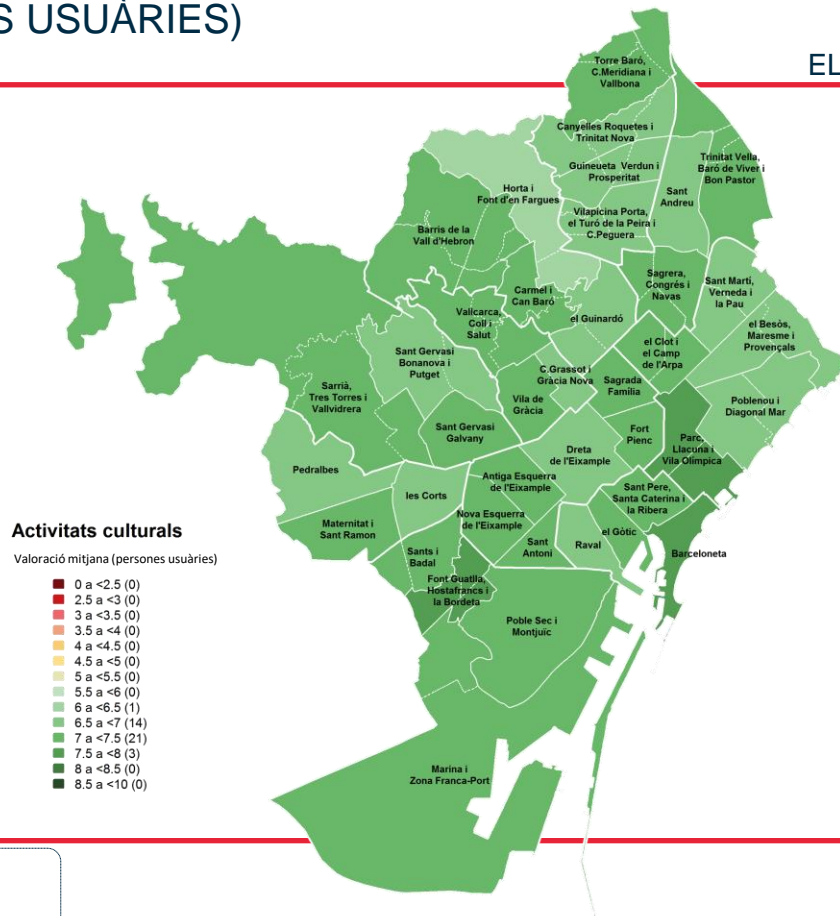 S USUÀRIES)
EL
Torre Baró,
C.Meridiana i
Vallbona
Canyelles Roquetes i
Trinitat Nova
Guineueta Verdun i
Prosperitat
Trinitat Vella,
Baró de Viver i
Bon Pastor
Sant
Andreu
Horta i
Font d'en Fargues
Vilapicina Porta,
el Turó de la Peira i
C.Peguera
Barris de la
Vall d'Hebron
Sagrera,
Congrés i
Navas
Sant Martí,
Verneda i
la Pau
Carmel i
Can Baró
Vallcarca,
Coll i
Salut
el Guinardó
el Besòs,
Maresme i
Provençals
el Clot i
el Camp
de l'Arpa
Sant Gervasi
Bonanova i
Putget
C.Grassot i
Gràcia Nova
Sagrada
Família
Sarrià,
Tres Torres i
Vallvidrera
Vila de
Gràcia
Poblenou i
Diagonal Mar
Sant Gervasi
Galvany
Fort
Pienc
Parc,
Llacuna i
Vila Olímpica
Dreta
de l'Eixample
Pedralbes
les Corts
Antiga Esquerra
de l'Eixample
Sant Pere,
Santa Caterina i
la Ribera
Nova Esquerra
de l'Eixample
Maternitat i
Sant Ramon
el Gòtic
Sant
Antoni
Raval
Barceloneta
Sants i
Badal
Font Guatlla,
Hostafrancs i
la Bordeta
Poble Sec i
Montjuïc
Marina i
Zona Franca-Port
Activitats culturals
Valoració mitjana (persones usuàries)
0 a <2.5 (0)
2.5 a <3 (0)
3 a <3.5 (0)
3.5 a <4 (0)
4 a <4.5 (0)
4.5 a <5 (0)
5 a <5.5 (0)
5.5 a <6 (0)
6 a <6.5 (1)
6.5 a <7 (14)
7 a <7.5 (21)
7.5 a <8 (3)
8 a <8.5 (0)
8.5 a <10 (0)